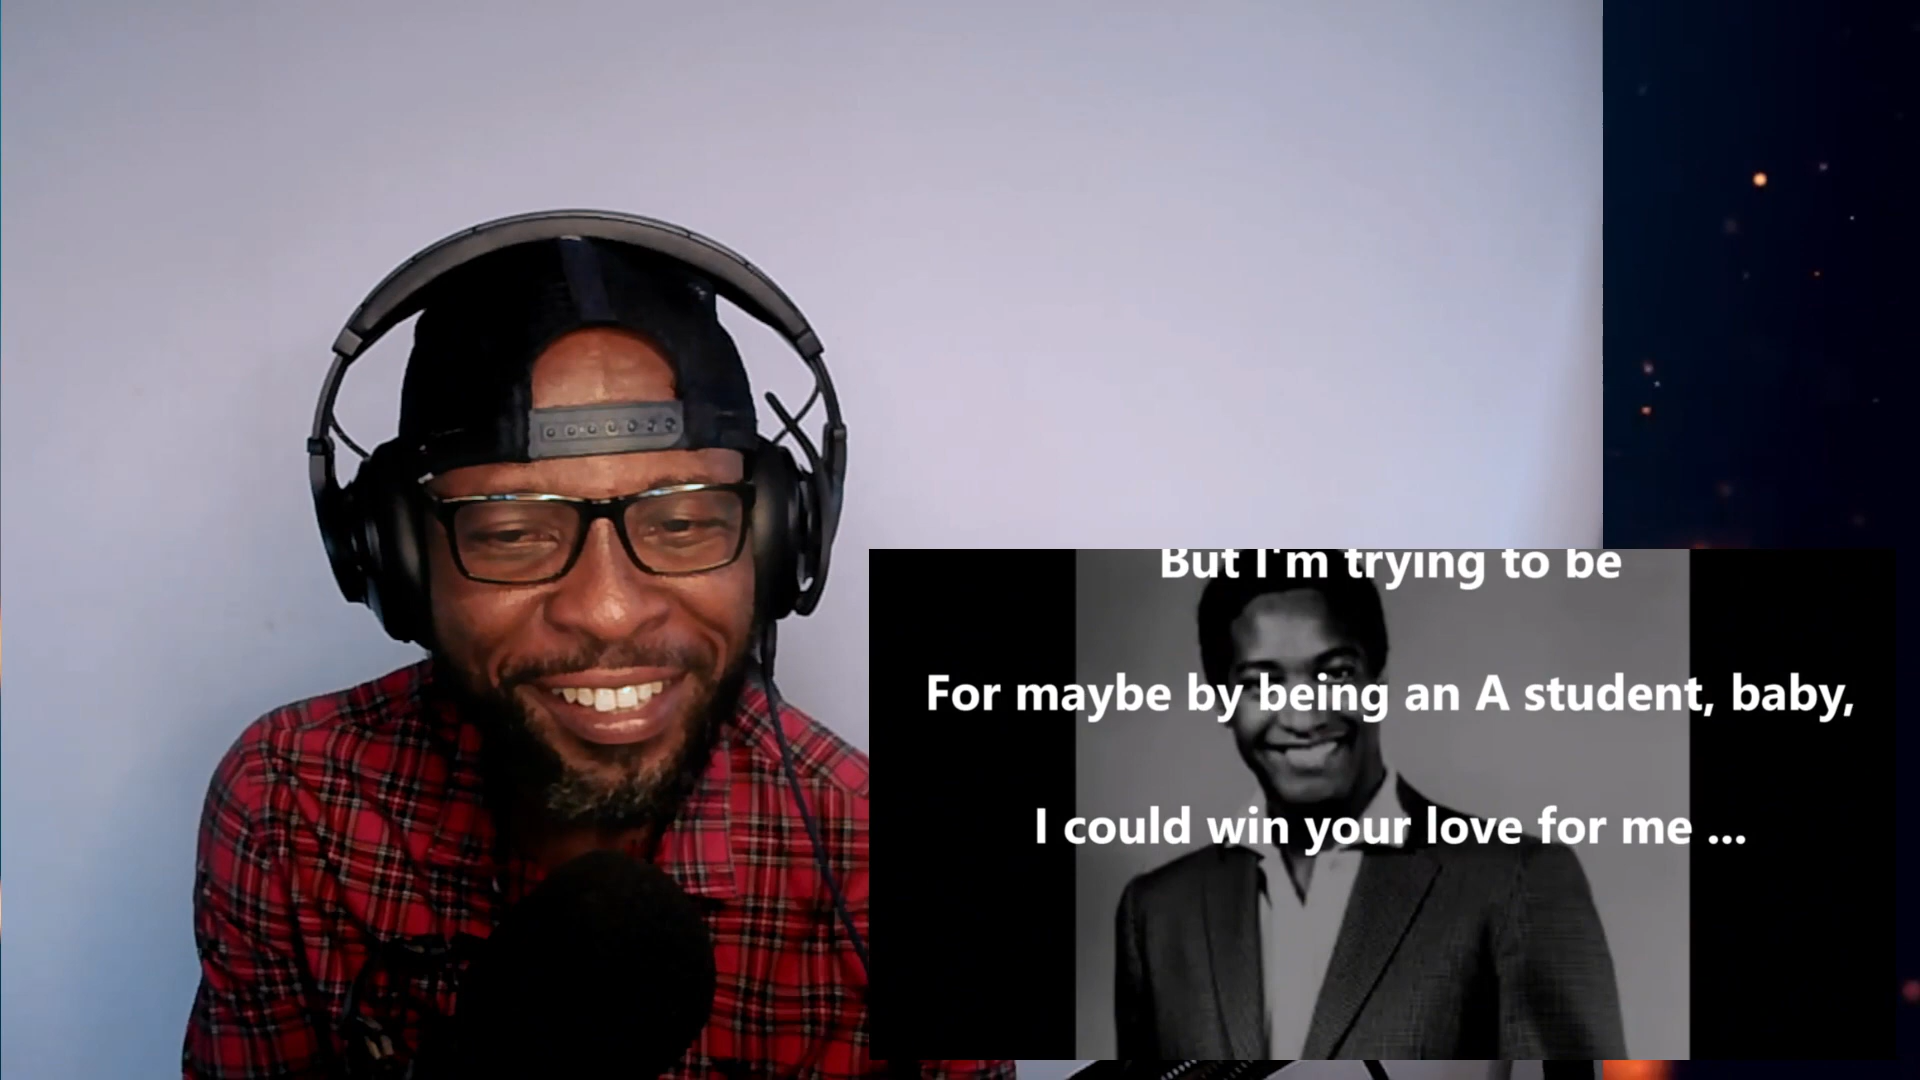 But I'm trying to be
For maybe by being an A student, baby,
I could win your love for me ...